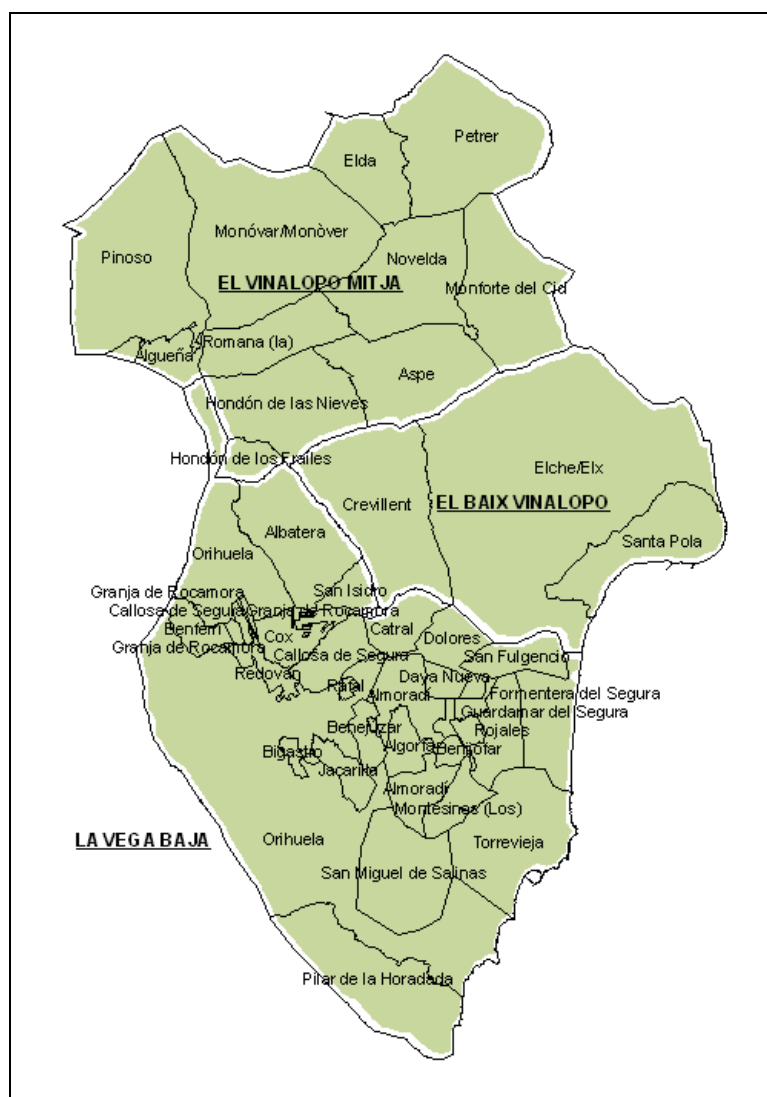 Petrer
Elda
Monóvar/Monòver
Novelda
Pinoso
EL VINALOPO MITJA
Monforte del Cid
Romana (la)
Algueña
Aspe
Hondón de las Nieves
Hondón de los Frailes
Elche/Elx
Crevillent
EL BAIX VINALOPO
Albatera
Santa Pola
Orihuela
Granja de Rocamora
San Isidro
Callosa de Segura
Granja de Rocamora
Benferri
Cox
Catral
Dolores
Granja de Rocamora
Callosa de Segura
San Fulgencio
Redován
Daya Nueva
Rafal
Almoradí
Formentera del Segura
Guardamar del Segura
Benejúzar
Rojales
Bigastro
Algorfa
Benijófar
Jacarilla
Almoradí
Montesinos (Los)
LA VEGA BAJA
Orihuela
Torrevieja
San Miguel de Salinas
Pilar de la Horadada